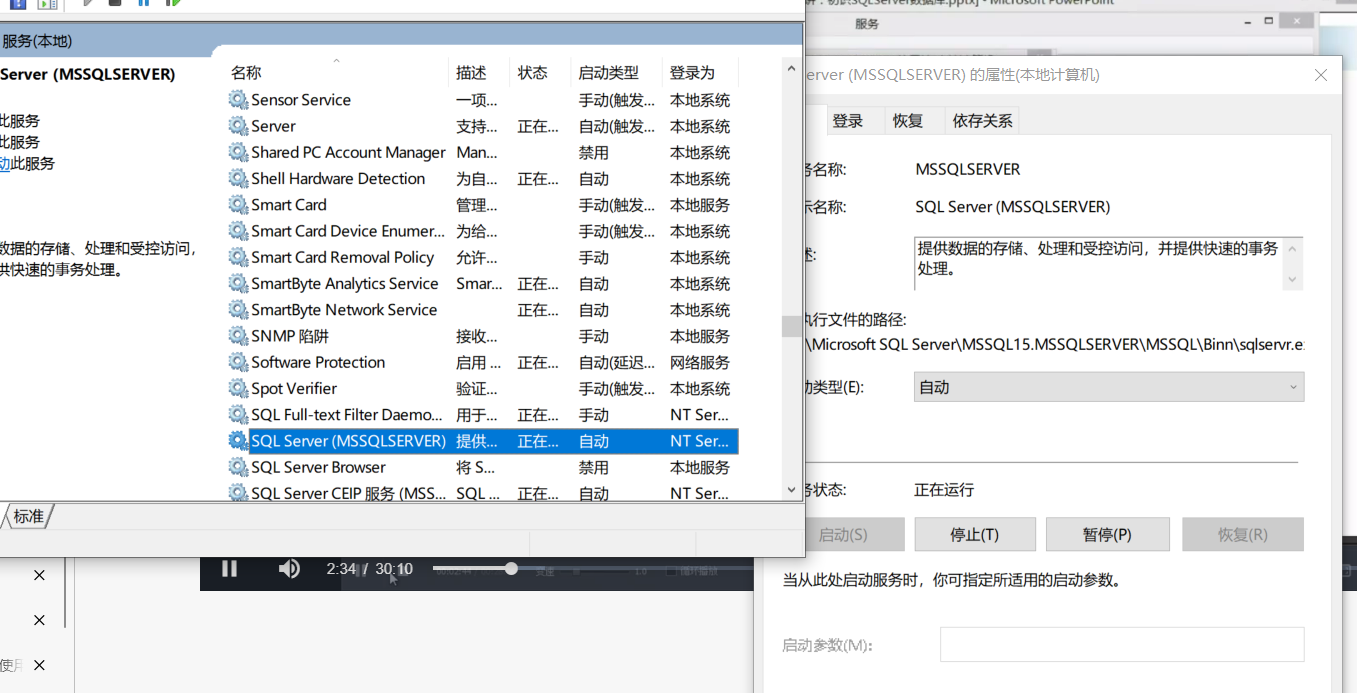 服务(本地)
Server (MSSQLSERVER)
此服务
此服务
动此服务
数据的存储、处理和受控访问，
供快速的事务处理。
名称 描述 状态 启动类型 登录为
Sensor Service 一项... 手动(触发... 本地系统
Server 支持... 正在... 自动(触发... 本地系统
Shared PC Account Manager Man... 禁用 本地系统
Shell Hardware Detection 为自... 正在... 自动 本地系统
Smart Card 管理... 手动(触发... 本地服务
Smart Card Device Enumer... 为给... 手动(触发... 本地系统
Smart Card Removal Policy 允许... 手动 本地系统
SmartByte Analytics Service Smar... 正在... 自动 本地系统
SmartByte Network Service 正在... 自动 本地系统
SNMP 陷阱 接收... 手动 本地服务
Software Protection 启用 ... 正在... 自动(延迟... 网络服务
Spot Verifier 验证... 手动(触发... 本地系统
SQL Full-text Filter Daemo... 用于... 正在... 手动 NT Ser...
SQL Server (MSSQLSERVER) 提供... 正在... 自动 NT Ser...
SQL Server Browser 将 S... 禁用 本地服务
SQL Server CEIP 服务 (MSS... SQL ... 正在... 自动 NT Ser...
标准
2:34 / 30:10
使用
SQLServer数据库.pptx] - Microsoft PowerPoint
服务
erver (MSSQLSERVER) 的属性(本地计算机)
登录 恢复 依存关系
务名称: MSSQLSERVER
示名称: SQL Server (MSSQLSERVER)
述: 提供数据的存储、处理和受控访问，并提供快速的事务
处理。
执行文件的路径:
\Microsoft SQL Server\MSSQL15.MSSQLSERVER\MSSQL\Binn\sqlservr.e
动类型(E): 自动
务状态: 正在运行
启动(S) 停止(T) 暂停(P) 恢复(R)
当从此处启动服务时，你可指定所适用的启动参数。
启动参数(M):